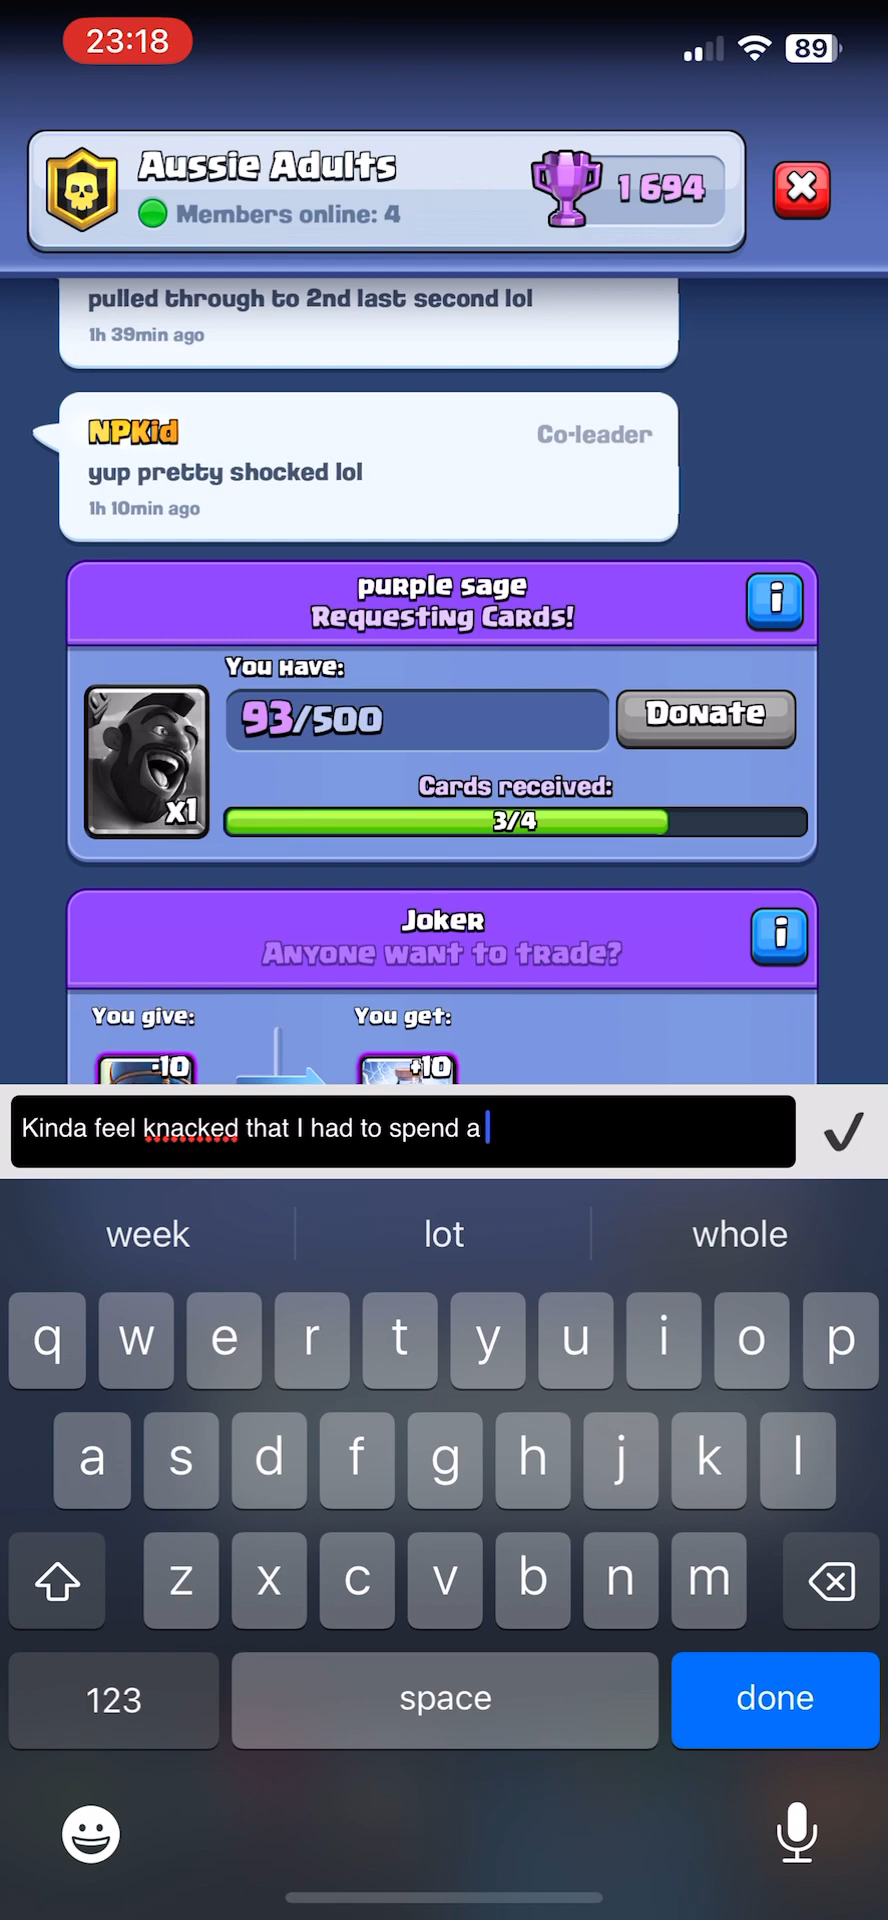 23:18
89
Aussie Adults
Members online: 4
1 694
pulled through to 2nd last second lol
1h 39min ago
NPKid
Co-leader
yup pretty shocked lol
1h 10min ago
purple sage
Requesting Cards!
You have:
93/500
Donate
x1
Cards received:
3/4
Joker
Anyone want to trade?
You give:
You get:
-10
+10
Kinda feel knacked that I had to spend a
week
lot
whole
q w e r t y u i o p
a s d f g h j k l
z x c v b n m
123
space
done